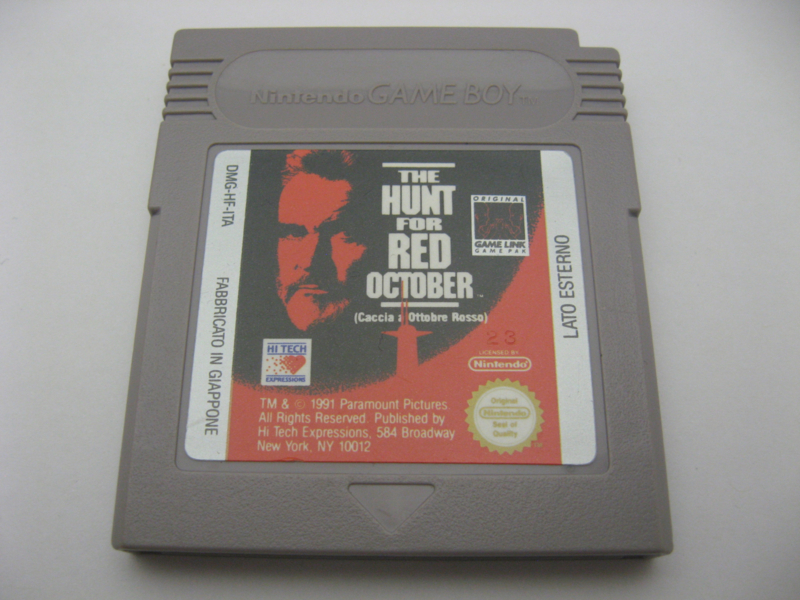 Nintendo GAME BOY TM
DMG-HF-ITA
FABBRICATO IN GIAPPONE
THE
HUNT
FOR
RED
OCTOBER TM
(Caccia a Ottobre Rosso)
ORIGINAL
GAME LINK
GAME PAK
LATO ESTERNO
23
LICENSED BY
Nintendo
HI TECH
EXPRESSIONS
TM & © 1991 Paramount Pictures.
All Rights Reserved. Published by
Hi Tech Expressions, 584 Broadway
New York, NY 10012
Original
Nintendo
Seal of
Quality